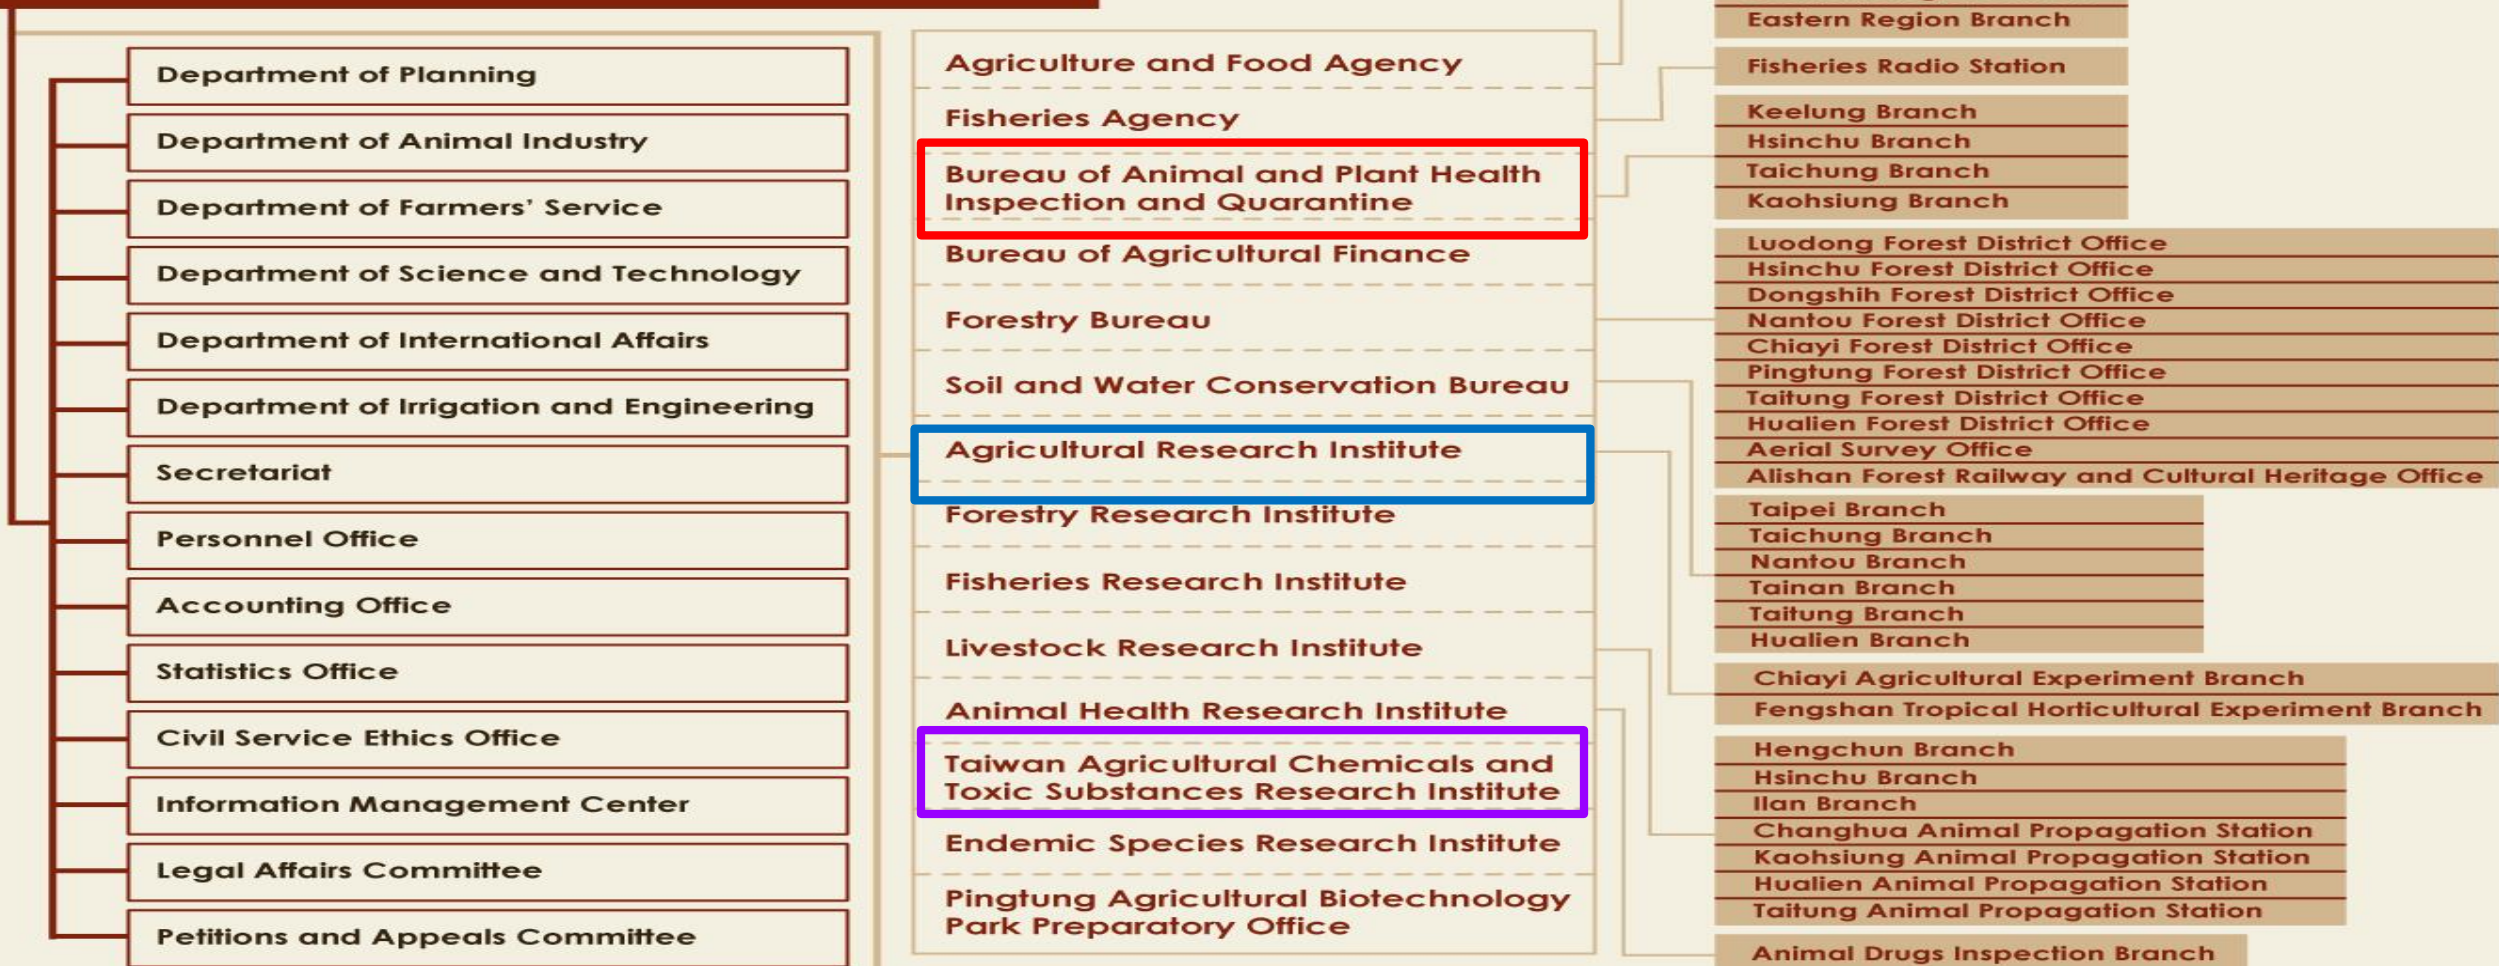 Department of Planning
Department of Animal Industry
Department of Farmers' Service
Department of Science and Technology
Department of International Affairs
Department of Irrigation and Engineering
Secretariat
Personnel Office
Accounting Office
Statistics Office
Civil Service Ethics Office
Information Management Center
Legal Affairs Committee
Petitions and Appeals Committee
Agriculture and Food Agency
Fisheries Agency
Bureau of Animal and Plant Health
Inspection and Quarantine
Bureau of Agricultural Finance
Forestry Bureau
Soil and Water Conservation Bureau
Agricultural Research Institute
Forestry Research Institute
Fisheries Research Institute
Livestock Research Institute
Animal Health Research Institute
Taiwan Agricultural Chemicals and
Toxic Substances Research Institute
Endemic Species Research Institute
Pingtung Agricultural Biotechnology
Park Preparatory Office
Eastern Region Branch
Fisheries Radio Station
Keelung Branch
Hsinchu Branch
Taichung Branch
Kaohsiung Branch
Luodong Forest District Office
Hsinchu Forest District Office
Dongshih Forest District Office
Nantou Forest District Office
Chiayi Forest District Office
Pingtung Forest District Office
Taitung Forest District Office
Hualien Forest District Office
Aerial Survey Office
Alishan Forest Railway and Cultural Heritage Office
Taipei Branch
Taichung Branch
Nantou Branch
Tainan Branch
Taitung Branch
Hualien Branch
Chiayi Agricultural Experiment Branch
Fengshan Tropical Horticultural Experiment Branch
Hengchun Branch
Hsinchu Branch
Ilan Branch
Changhua Animal Propagation Station
Kaohsiung Animal Propagation Station
Hualien Animal Propagation Station
Taitung Animal Propagation Station
Animal Drugs Inspection Branch